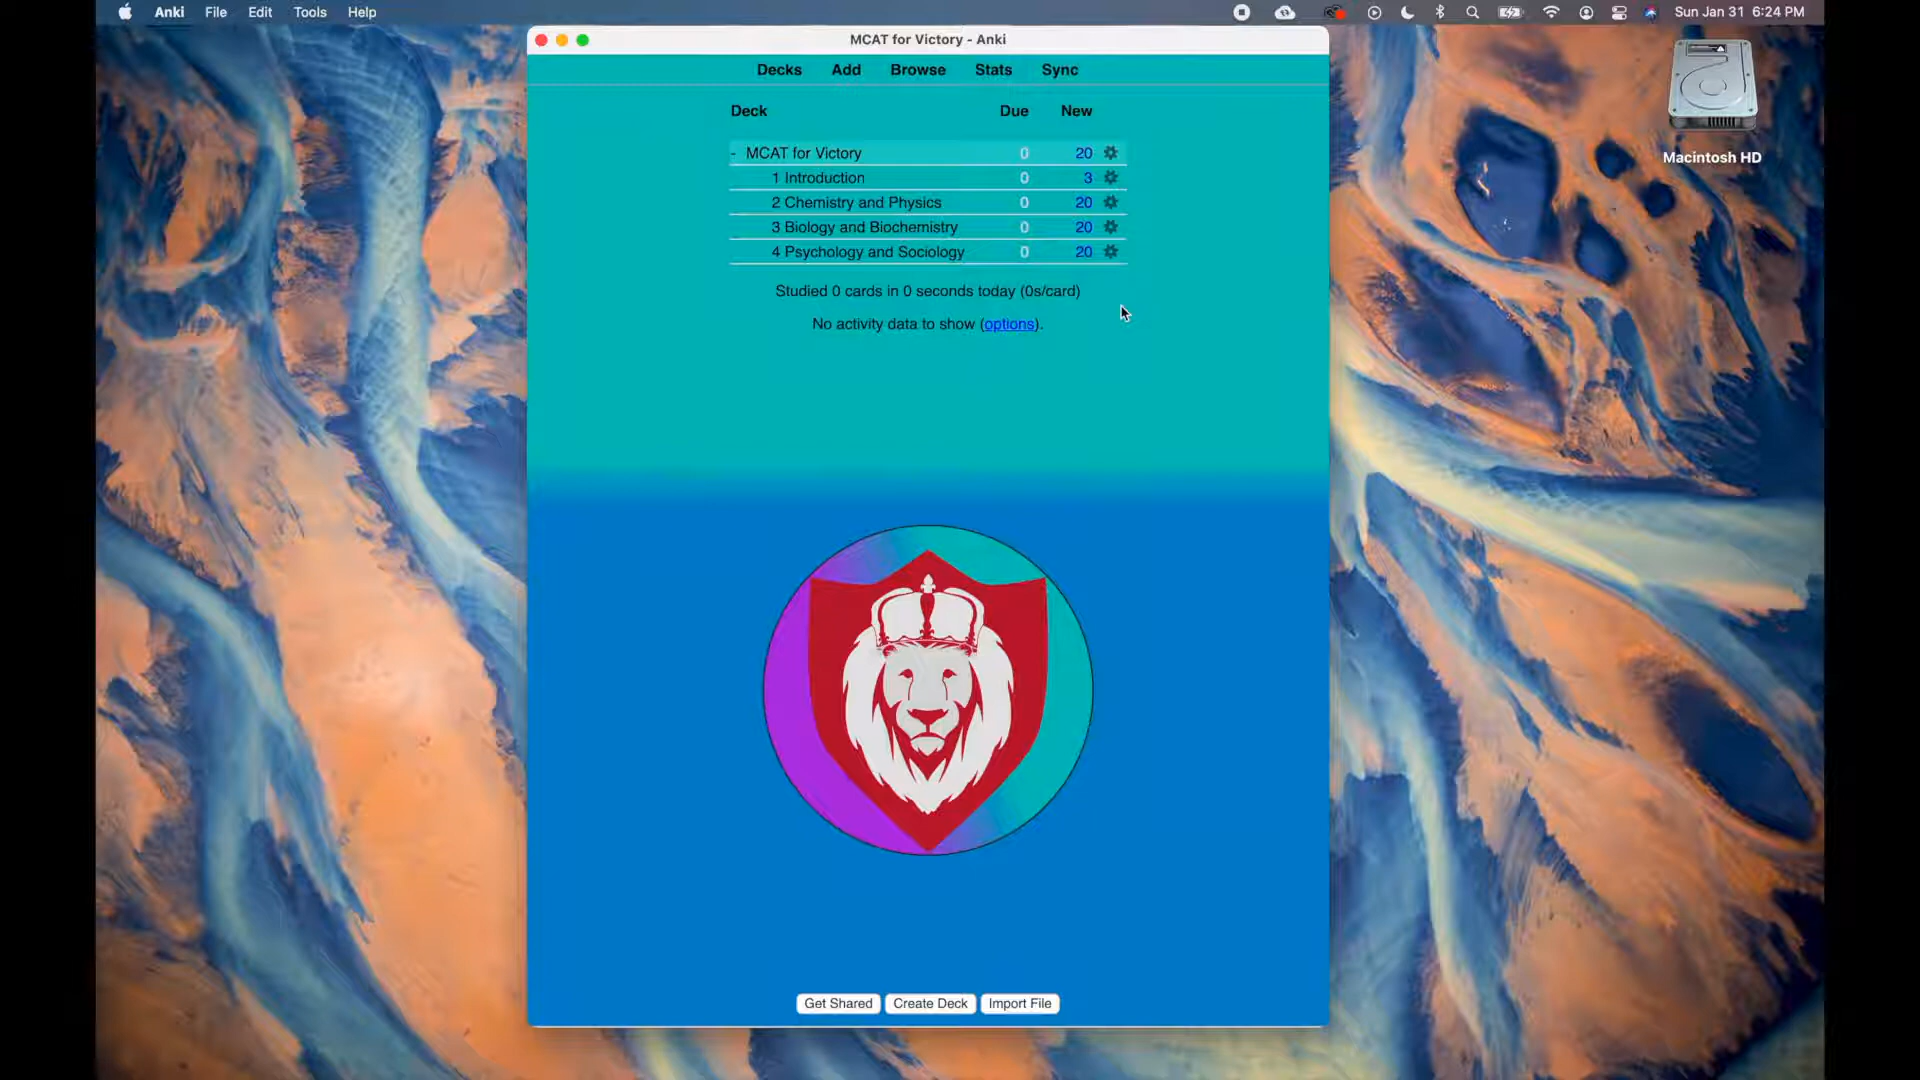 Anki File Edit Tools Help Sun Jan 31 6:24 PM
MCAT for Victory - Anki
Decks Add Browse Stats Sync
Deck Due New
- MCAT for Victory 0 20
1 Introduction 0 3
2 Chemistry and Physics 0 20
3 Biology and Biochemistry 0 20
4 Psychology and Sociology 0 20
Studied 0 cards in 0 seconds today (0s/card)
No activity data to show (options).
Macintosh HD
Get Shared Create Deck Import File